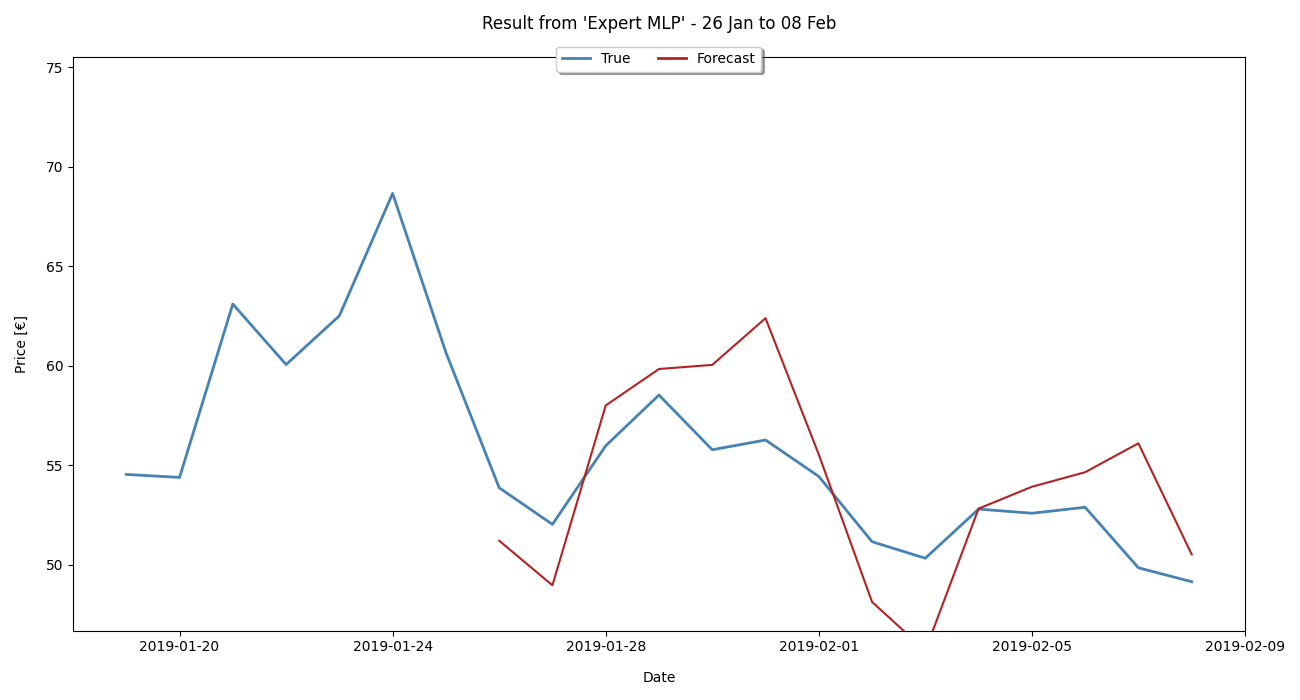 Result from 'Expert MLP' - 26 Jan to 08 Feb
True Forecast
75
70
65
60
55
50
Price [€]
2019-01-20 2019-01-24 2019-01-28 2019-02-01 2019-02-05 2019-02-09
Date